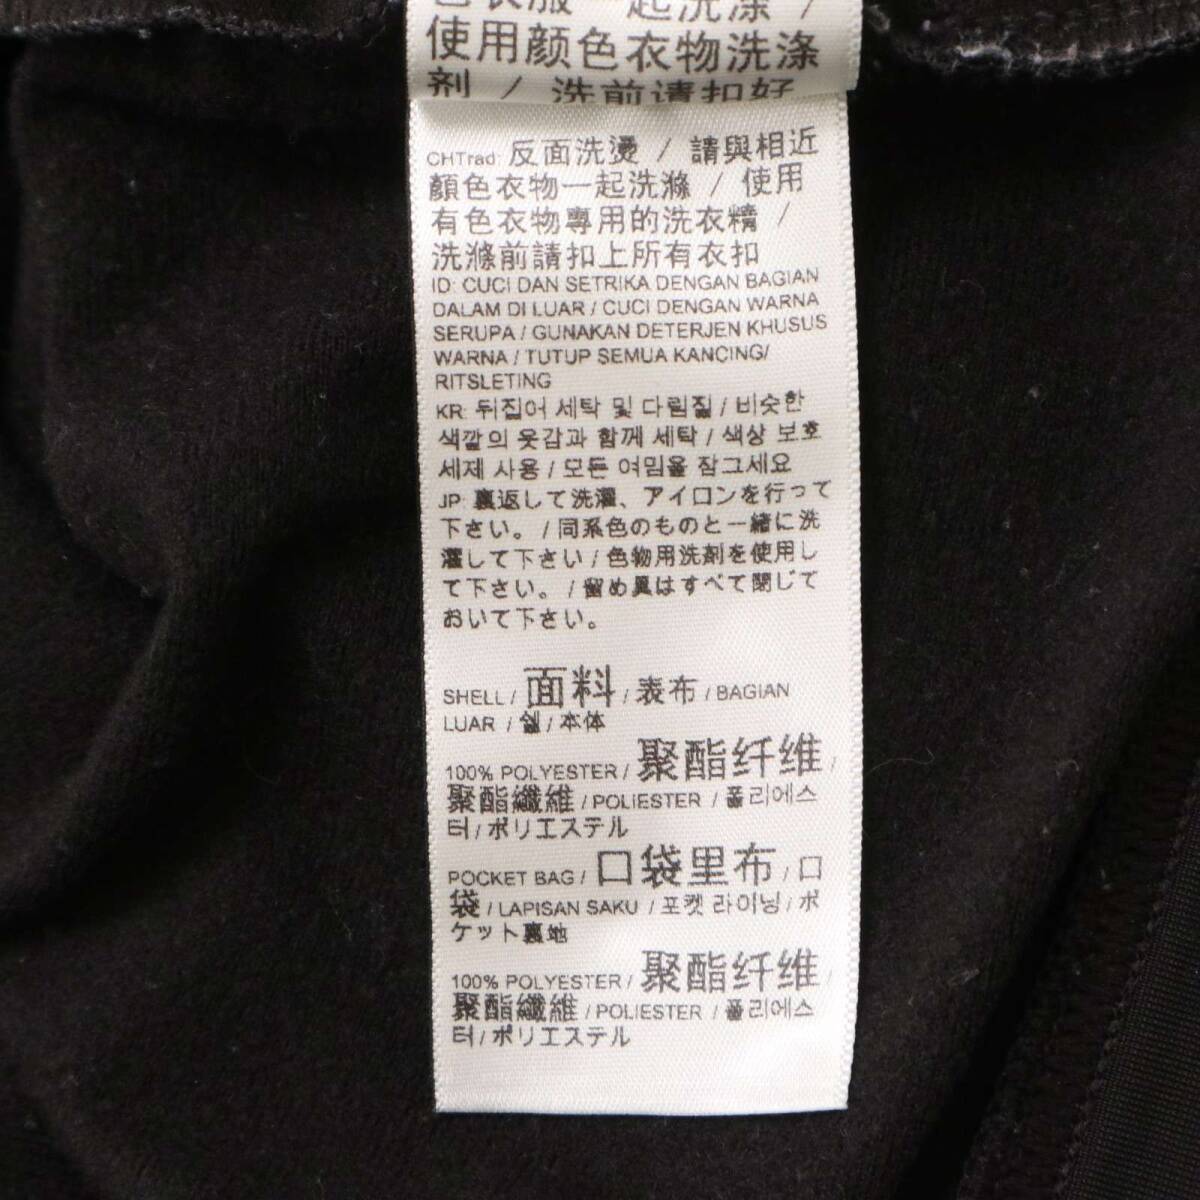 色衣服一起洗涤 /
使用颜色衣物洗涤
剂 / 洗前请扣好
CHTrad: 反面洗燙 / 請與相近
顏色衣物一起洗滌 / 使用
有色衣物專用的洗衣精 /
洗滌前請扣上所有衣扣
ID: CUCI DAN SETRIKA DENGAN BAGIAN
DALAM DI LUAR / CUCI DENGAN WARNA
SERUPA / GUNAKAN DETERJEN KHUSUS
WARNA / TUTUP SEMUA KANCING/
RITSLETING
KR: 뒤집어 세탁 및 다림질 / 비슷한
색깔의 옷감과 함께 세탁 / 색상 보호
세제 사용 / 모든 여밈을 잠그세요
JP: 裏返して洗濯、アイロンを行って
下さい。/ 同系色のものと一緒に洗
濯して下さい / 色物用洗剤を使用し
て下さい。/ 留め具はすべて閉じて
おいて下さい。
SHELL / 面料 / 表布 / BAGIAN
LUAR / 쉘 / 本体
100% POLYESTER / 聚酯纤维 /
聚酯纖維 / POLIESTER / 폴리에스
터 / ポリエステル
POCKET BAG / 口袋里布 / 口
袋 / LAPISAN SAKU / 포켓 라이닝 / ポ
ケット裏地
100% POLYESTER / 聚酯纤维 /
聚酯纖維 / POLIESTER / 폴리에스
터 / ポリエステル